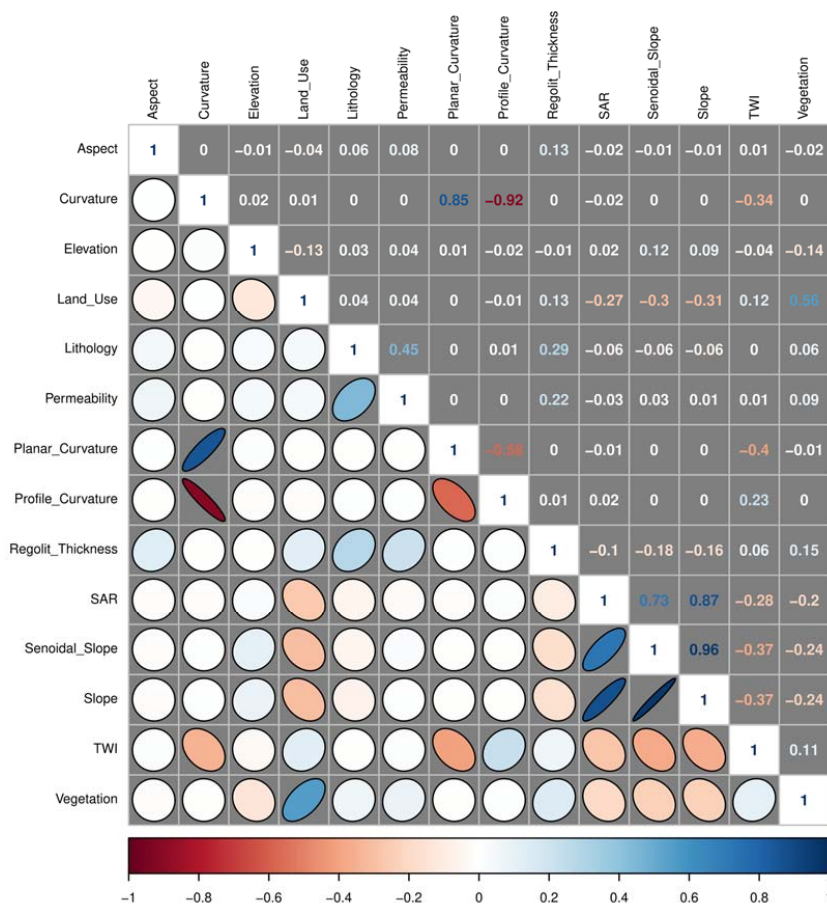 Aspect Curvature Elevation Land_Use Lithology Permeability Planar_Curvature Profile_Curvature Regolit_Thickness SAR Senoidal_Slope Slope TWI Vegetation
Aspect 1 0 −0.01 −0.04 0.06 0.08 0 0 0.13 −0.02 −0.01 −0.01 0.01 −0.02
Curvature 1 0.02 0.01 0 0 0.85 −0.92 0 −0.02 0 0 −0.34 0
Elevation 1 −0.13 0.03 0.04 0.01 −0.02 −0.01 0.02 0.12 0.09 −0.04 −0.14
Land_Use 1 0.04 0.04 0 −0.01 0.13 −0.27 −0.3 −0.31 0.12 0.56
Lithology 1 0.45 0 0.01 0.29 −0.06 −0.06 −0.06 0 0.06
Permeability 1 0 0 0.22 −0.03 0.03 0.01 0.01 0.09
Planar_Curvature 1 −0.58 0 −0.01 0 0 −0.4 −0.01
Profile_Curvature 1 0.01 0.02 0 0 0.23 0
Regolit_Thickness 1 −0.1 −0.18 −0.16 0.06 0.15
SAR 1 0.73 0.87 −0.28 −0.2
Senoidal_Slope 1 0.96 −0.37 −0.24
Slope 1 −0.37 −0.24
TWI 1 0.11
Vegetation 1
−1 −0.8 −0.6 −0.4 −0.2 0 0.2 0.4 0.6 0.8